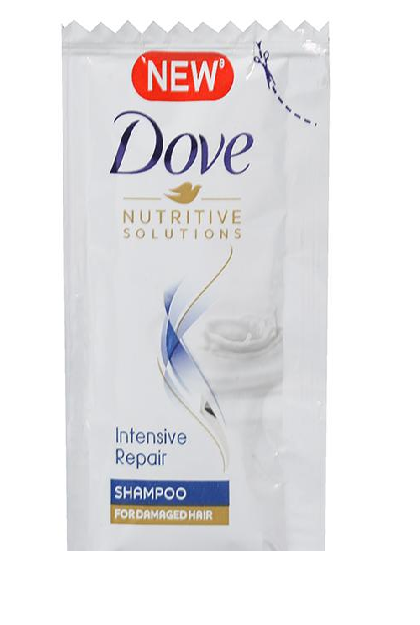 'NEW'
Dove
NUTRITIVE
SOLUTIONS
Intensive
Repair
SHAMPOO
FOR DAMAGED HAIR